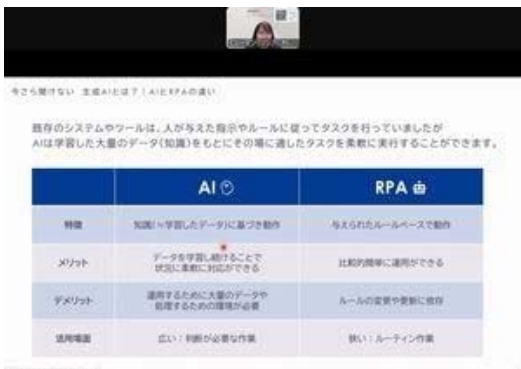 今さら聞けない 生成AIとは？｜AIとRPAの違い
既存のシステムやツールは、人が与えた指示やルールに従ってタスクを行っていましたが
AIは学習した大量のデータ（知識）をもとにその場に適したタスクを柔軟に実行することができます。
AI RPA
特徴 知識（≒学習したデータ）に基づき動作 与えられたルールベースで動作
メリット データを学習し続けることで
状況に柔軟に対応ができる 比較的簡単に運用ができる
デメリット 運用するために大量のデータや
処理するための環境が必要 ルールの変更や更新に依存
活用場面 広い：判断が必要な作業 狭い：ルーティン作業